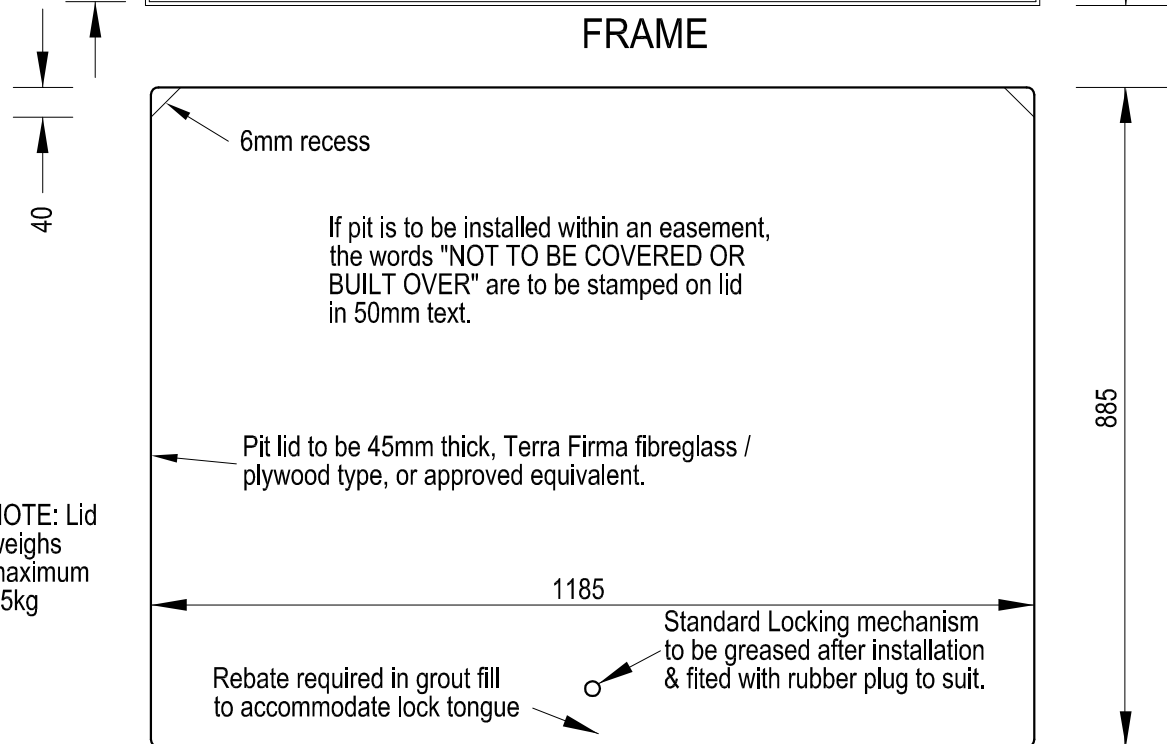 FRAME
6mm recess
40
If pit is to be installed within an easement,
the words "NOT TO BE COVERED OR
BUILT OVER" are to be stamped on lid
in 50mm text.
885
Pit lid to be 45mm thick, Terra Firma fibreglass /
plywood type, or approved equivalent.
OTE: Lid
weighs
maximum
5kg
1185
Standard Locking mechanism
to be greased after installation
& fited with rubber plug to suit.
Rebate required in grout fill
to accommodate lock tongue